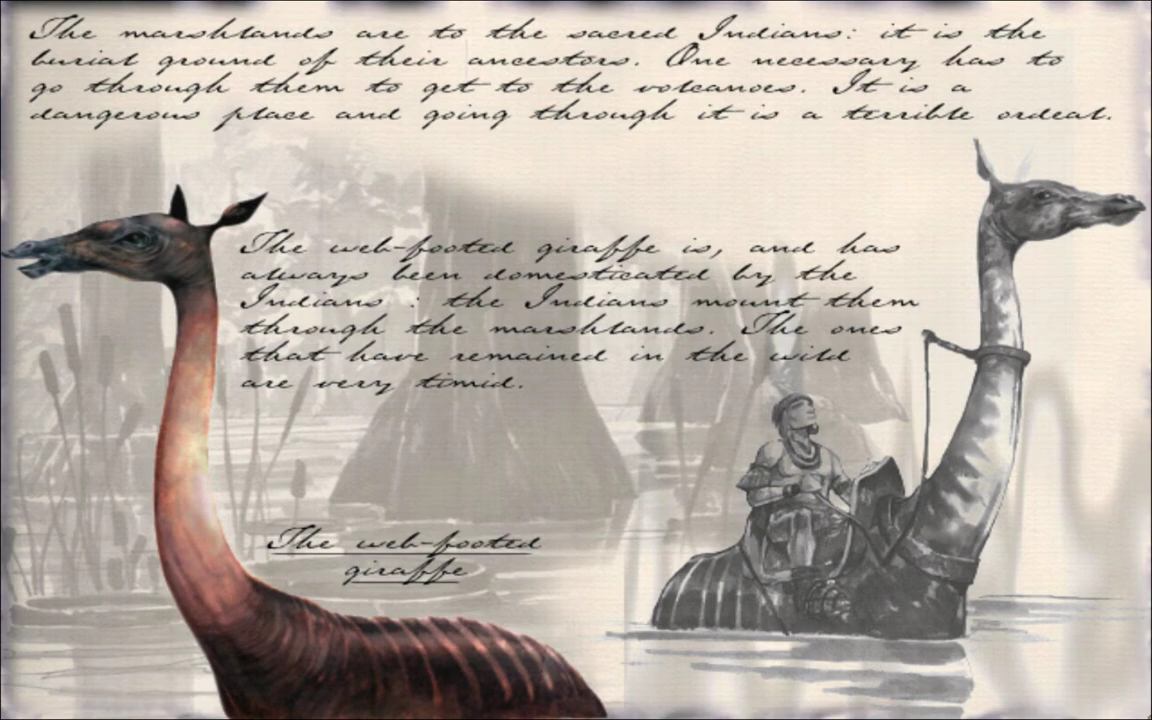 The marshlands are to the sacred Indians: it is the
burial ground of their ancestors. One necessary has to
go through them to get to the volcanoes. It is a
dangerous place and going through it is a terrible ordeal.
The web-footed giraffe is, and has
always been domesticated by the
Indians : the Indians mount them
through the marshlands. The ones
that have remained in the wild
are very timid.
The web-footed
giraffe